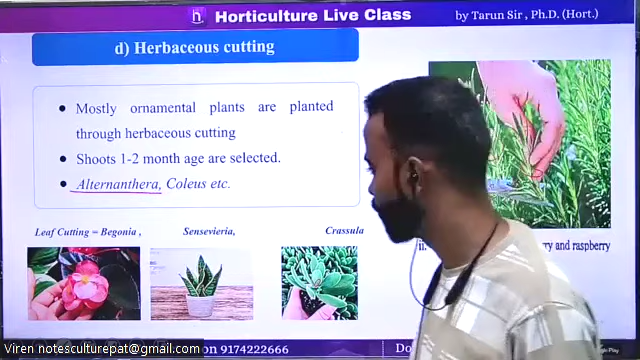 Horticulture Live Class
by Tarun Sir , Ph.D. (Hort.)
d) Herbaceous cutting
Mostly ornamental plants are planted
through herbaceous cutting
Shoots 1-2 month age are selected.
Alternanthera, Coleus etc.
Leaf Cutting = Begonia ,
Sensevieria,
Crassula
and raspberry
Viren notesculturepat@gmail.com
on 9174222666